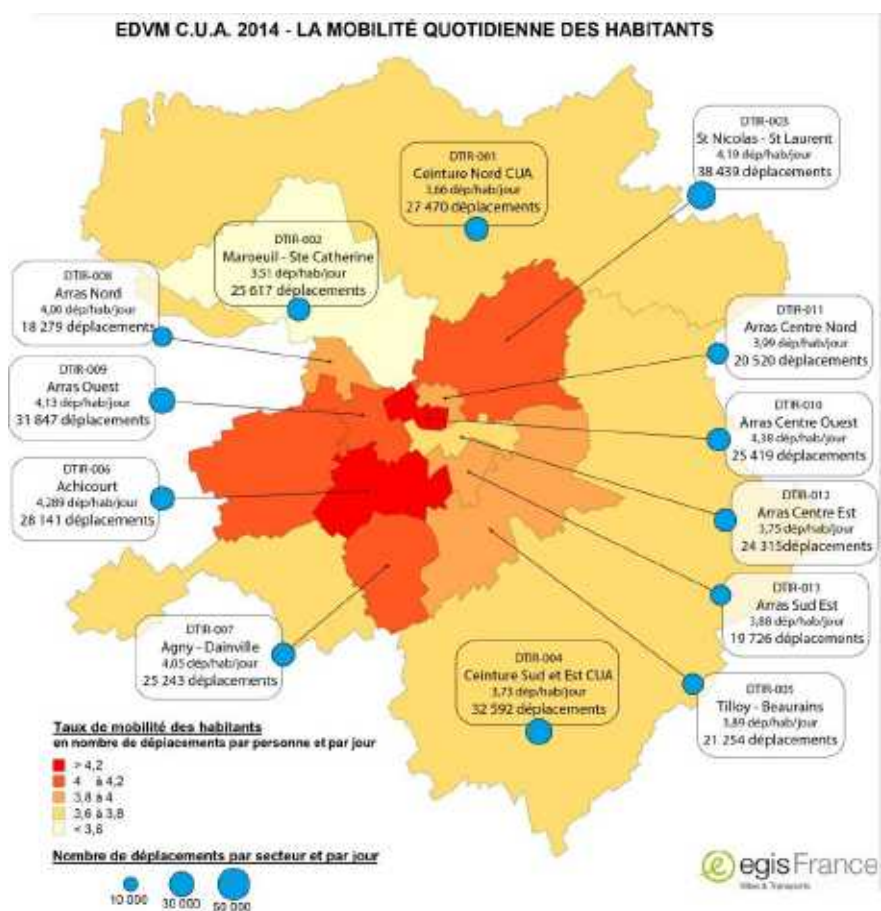 EDVM C.U.A. 2014 - LA MOBILITÉ QUOTIDIENNE DES HABITANTS
DTIR-003
St Nicolas - St Laurent
4,19 dép/hab/jour
38 439 déplacements
DTIR-001
Ceinture Nord CUA
3,66 dép/hab/jour
27 470 déplacements
DTIR-002
Maroeuil - Ste Catherine
3,51 dép/hab/jour
25 617 déplacements
DTIR-008
Arras Nord
4,00 dép/hab/jour
18 279 déplacements
DTIR-011
Arras Centre Nord
3,99 dép/hab/jour
20 520 déplacements
DTIR-009
Arras Ouest
4,13 dép/hab/jour
31 847 déplacements
DTIR-010
Arras Centre Ouest
4,38 dép/hab/jour
25 419 déplacements
DTIR-006
Achicourt
4,289 dép/hab/jour
28 141 déplacements
DTIR-012
Arras Centre Est
3,75 dép/hab/jour
24 315déplacements
DTIR-013
Arras Sud Est
3,88 dép/hab/jour
19 726 déplacements
DTIR-007
Agny - Dainville
4,05 dép/hab/jour
25 243 déplacements
DTIR-004
Ceinture Sud et Est CUA
3,73 dép/hab/jour
32 592 déplacements
DTIR-005
Tilloy - Beaurains
3,89 dép/hab/jour
21 254 déplacements
Taux de mobilité des habitants
en nombre de déplacements par personne et par jour
> 4,2
4 à 4,2
3,8 à 4
3,6 à 3,8
< 3,6
Nombre de déplacements par secteur et par jour
10 000 30 000 50 000
egis France
Villes & Transports